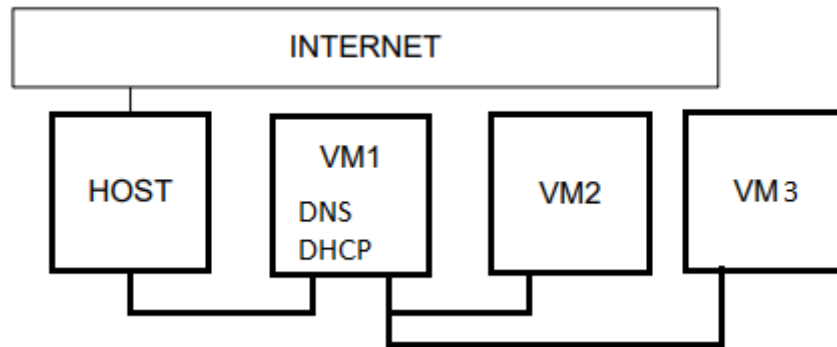 INTERNET
HOST
VM1
DNS
DHCP
VM2
VM3